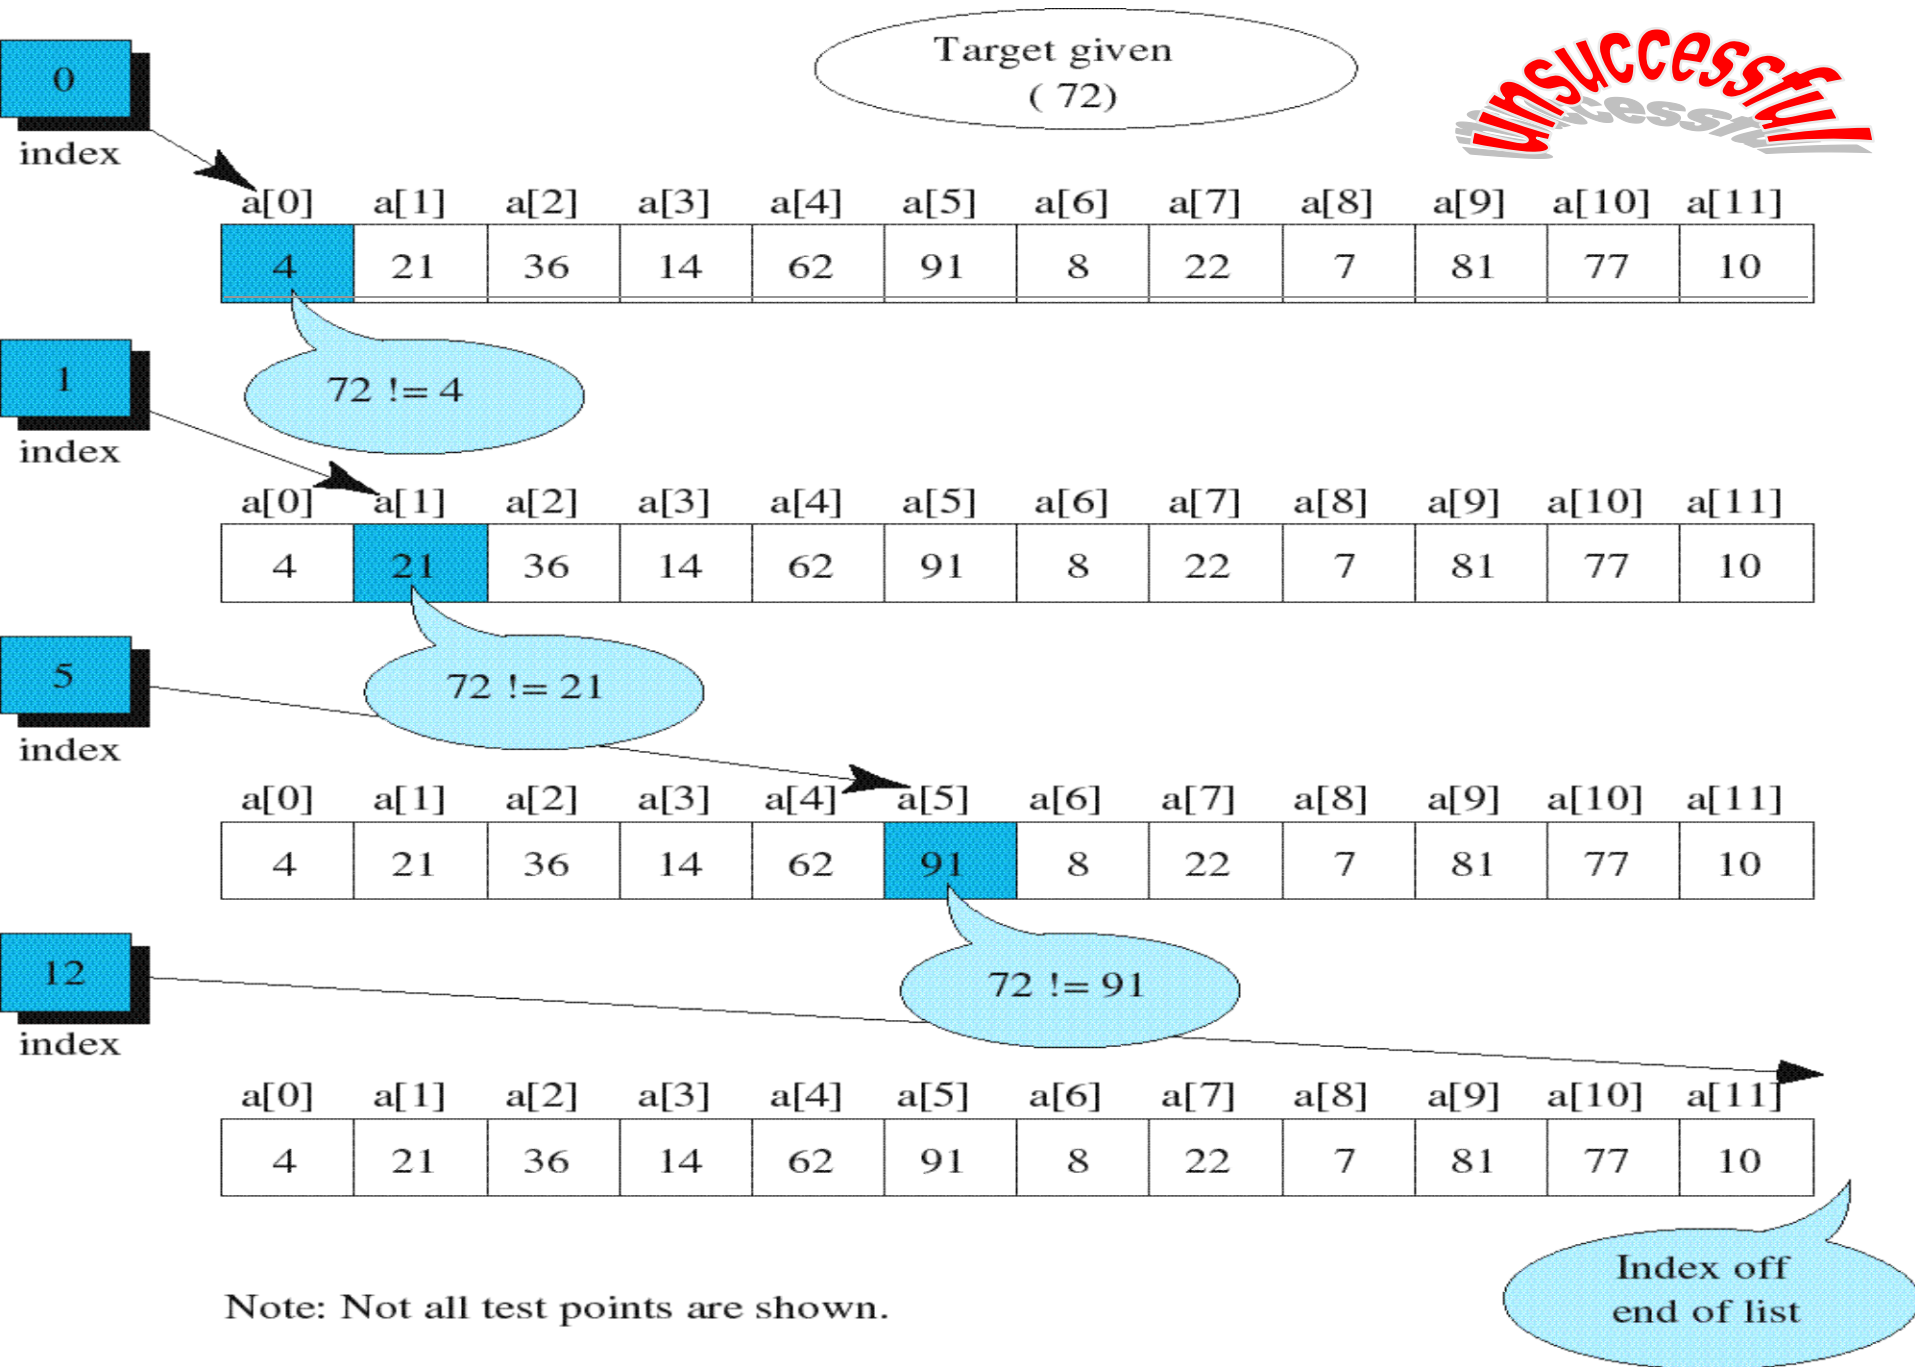 Target given
( 72)
unsuccessful
0
index
a[0] a[1] a[2] a[3] a[4] a[5] a[6] a[7] a[8] a[9] a[10] a[11]
4 21 36 14 62 91 8 22 7 81 77 10
72 != 4
1
index
a[0] a[1] a[2] a[3] a[4] a[5] a[6] a[7] a[8] a[9] a[10] a[11]
4 21 36 14 62 91 8 22 7 81 77 10
72 != 21
5
index
a[0] a[1] a[2] a[3] a[4] a[5] a[6] a[7] a[8] a[9] a[10] a[11]
4 21 36 14 62 91 8 22 7 81 77 10
72 != 91
12
index
a[0] a[1] a[2] a[3] a[4] a[5] a[6] a[7] a[8] a[9] a[10] a[11]
4 21 36 14 62 91 8 22 7 81 77 10
Index off
end of list
Note: Not all test points are shown.